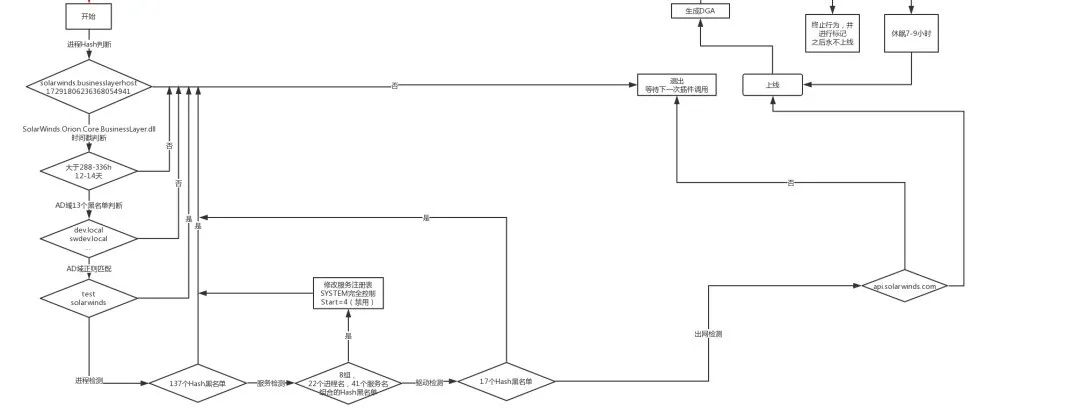 开始
生成DGA
终止行为，并
进行标记
之后永不上线
休眠7-9小时
进程Hash判断
solarwinds.businesslayerhost
17291806236368054941
否
退出
等待下一次插件调用
上线
SolarWinds.Orion.Core.BusinessLayer.dll
时间戳判断
否
大于288-336h
12-14天
否
否
AD域13个黑名单判断
是
是
是
dev.local
swdev.local
...
AD域正则匹配
test
solarwinds
修改服务注册表
SYSTEM完全控制
Start=4（禁用）
api.solarwinds.com
是
出网检测
进程检测
137个Hash黑名单
服务检测
8组，
22个进程名，41个服务名
组合的Hash黑名单
驱动检测
17个Hash黑名单